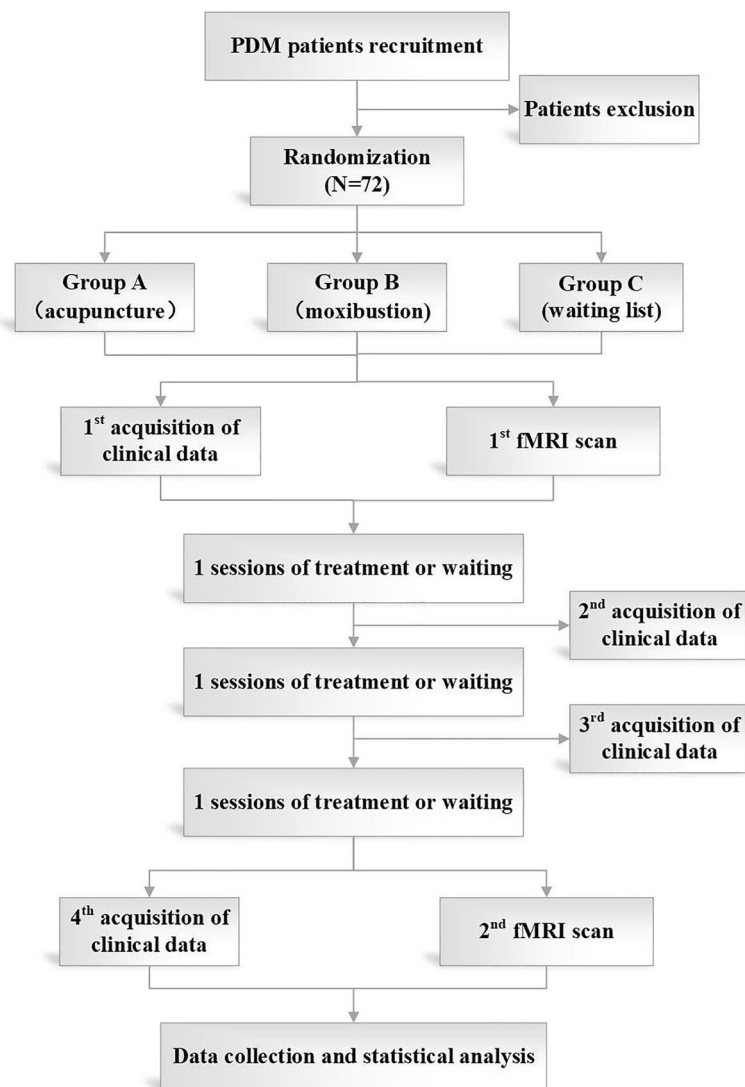 PDM patients recruitment
Patients exclusion
Randomization
(N=72)
Group A
（acupuncture）
Group B
（moxibustion)
Group C
(waiting list)
1st acquisition of
clinical data
1st fMRI scan
1 sessions of treatment or waiting
2nd acquisition of
clinical data
1 sessions of treatment or waiting
3rd acquisition of
clinical data
1 sessions of treatment or waiting
4th acquisition of
clinical data
2nd fMRI scan
Data collection and statistical analysis